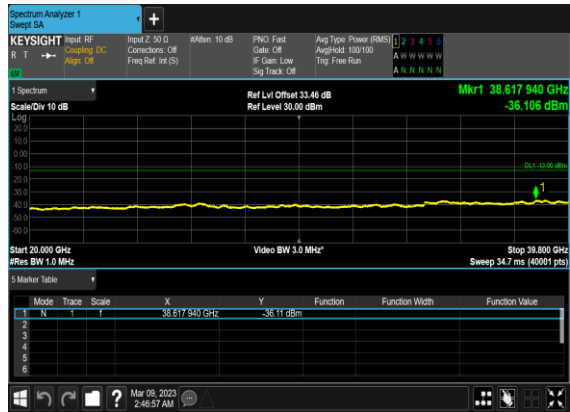 Spectrum Analyzer 1
Swept SA
+
KEYSIGHT Input: RF Input Z: 50 Ω #Atten: 10 dB PNO: Fast Avg Type: Power (RMS) 1 2 3 4 5 6
R T Coupling: DC Corrections: Off Gate: Off Avg|Hold: 100/100 A W W W W W
Align: Off Freq Ref: Int (S) IF Gain: Low Trig: Free Run
LW Sig Track: Off A N N N N N
1 Spectrum Ref Lvl Offset 33.46 dB Mkr1 38.617 940 GHz
Scale/Div 10 dB Ref Level 30.00 dBm -36.106 dBm
Log
20.0
10.0
0.00
-10.0 DL1 -13.00 dBm
-20.0
-30.0 1
-40.0
-50.0
-60.0
Start 20.000 GHz Video BW 3.0 MHz* Stop 39.800 GHz
#Res BW 1.0 MHz Sweep 34.7 ms (40001 pts)
5 Marker Table
Mode Trace Scale X Y Function Function Width Function Value
1 N 1 f 38.617 940 GHz -36.11 dBm
2
3
4
5
6
? Mar 09, 2023
2:46:57 AM